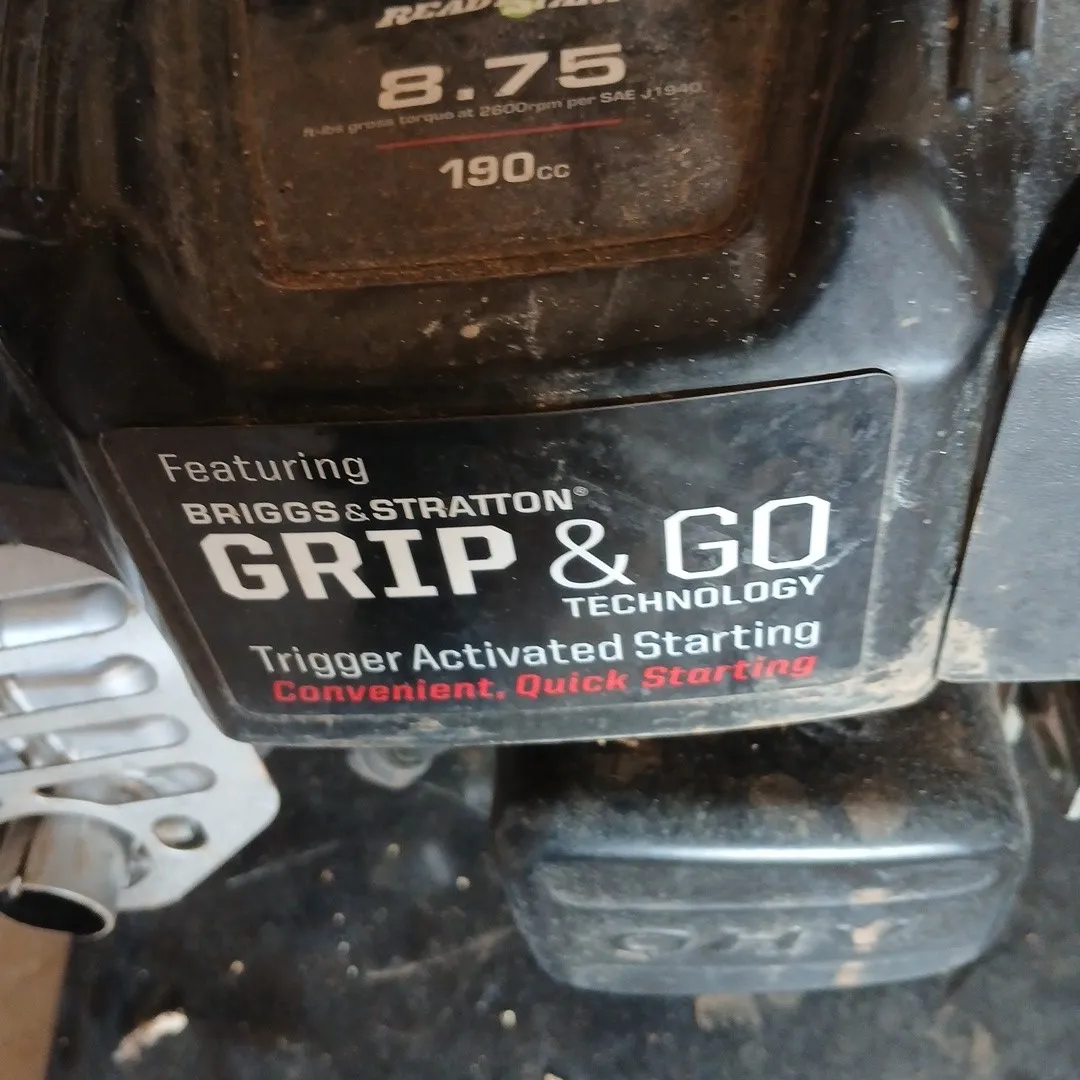 8.75
ft-lbs gross torque at 2600rpm per SAE J1940
190cc
Featuring
BRIGGS&STRATTON®
GRIP & GO
TECHNOLOGY
Trigger Activated Starting
Convenient, Quick Starting
OHV